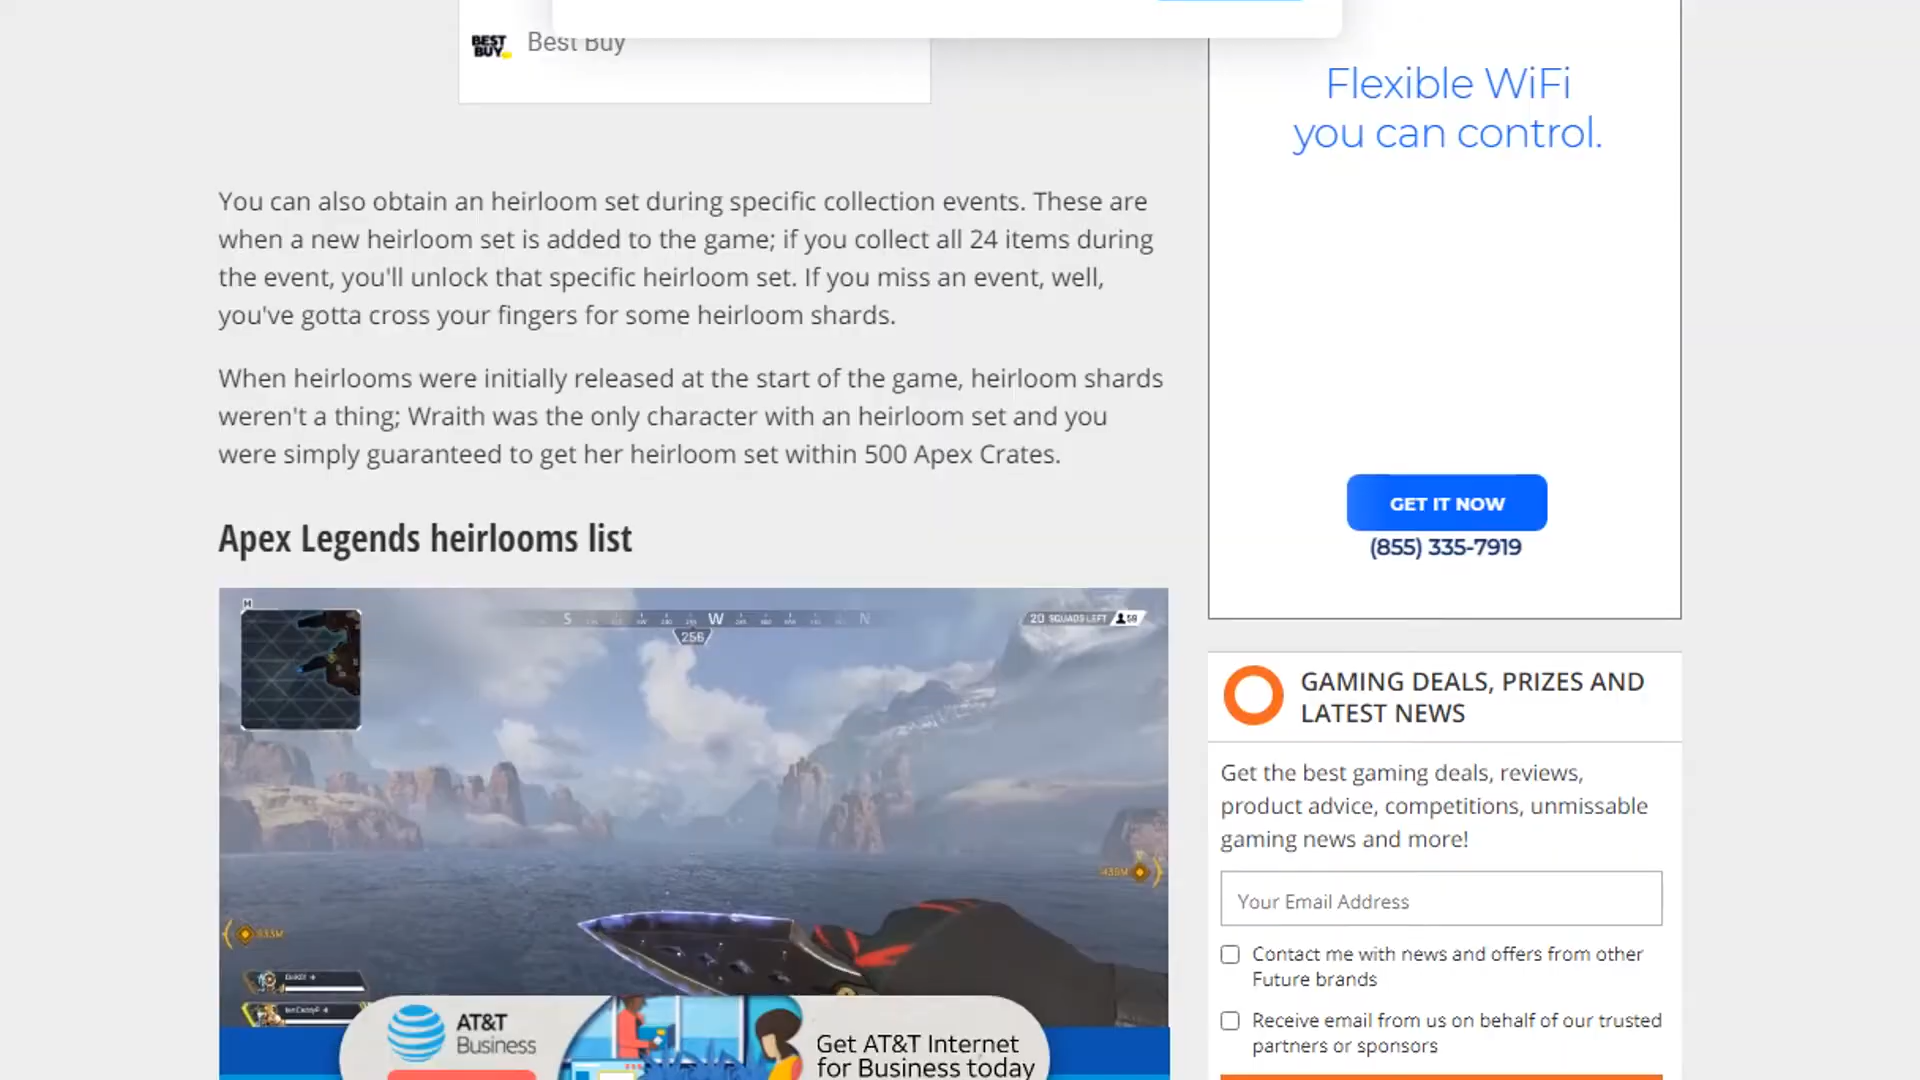 BEST
BUY
Best Buy
Flexible WiFi
you can control.
GET IT NOW
(855) 335-7919
You can also obtain an heirloom set during specific collection events. These are
when a new heirloom set is added to the game; if you collect all 24 items during
the event, you'll unlock that specific heirloom set. If you miss an event, well,
you've gotta cross your fingers for some heirloom shards.
When heirlooms were initially released at the start of the game, heirloom shards
weren't a thing; Wraith was the only character with an heirloom set and you
were simply guaranteed to get her heirloom set within 500 Apex Crates.
Apex Legends heirlooms list
M
S
W
N
256
20 SQUADS LEFT
GAMING DEALS, PRIZES AND
LATEST NEWS
Get the best gaming deals, reviews,
product advice, competitions, unmissable
gaming news and more!
Your Email Address
Contact me with news and offers from other
Future brands
Receive email from us on behalf of our trusted
partners or sponsors
AT&T
Business
Get AT&T Internet
for Business today